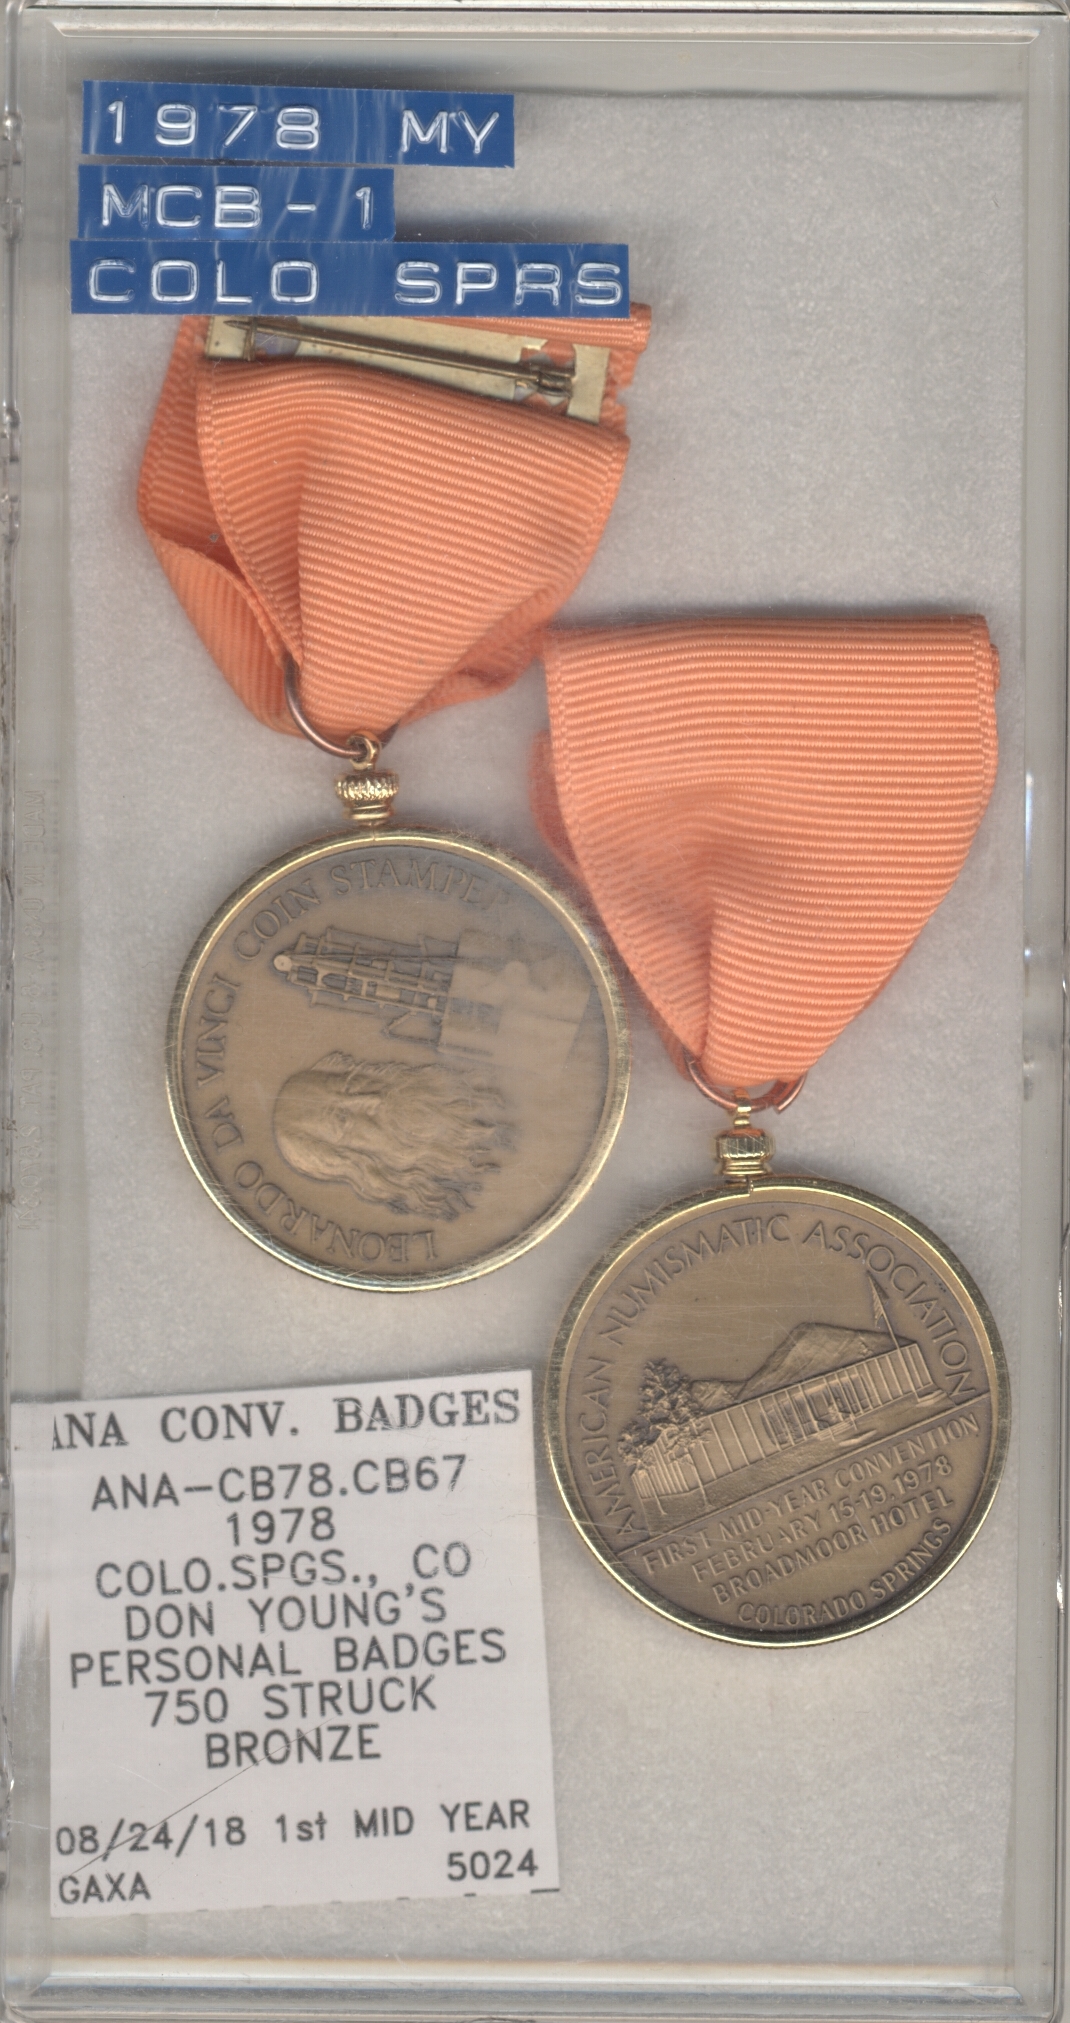 1978 MY
MCB-1
COLO SPRS
LEONARDO DA VINCI COIN STAMPER
AMERICAN NUMISMATIC ASSOCIATION
FIRST MID-YEAR CONVENTION
FEBRUARY 15-19, 1978
BROADMOOR HOTEL
COLORADO SPRINGS
ANA CONV. BADGES
ANA-CB78.CB67
1978
COLO.SPGS., CO
DON YOUNG'S
PERSONAL BADGES
750 STRUCK
BRONZE
08/24/18 1st MID YEAR
GAXA 5024